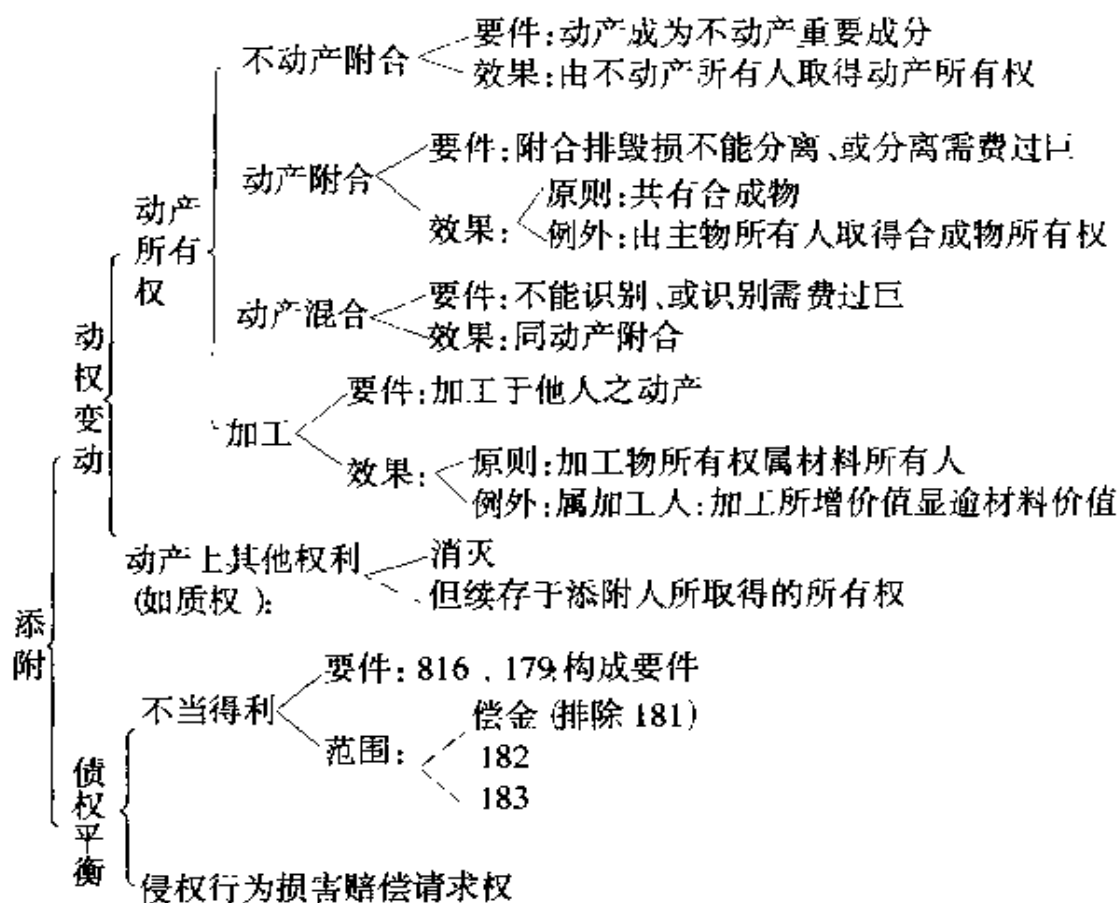 不动产附合
要件:动产成为不动产重要成分
效果:由不动产所有人取得动产所有权
动产附合
要件:附合排毁损不能分离、或分离需费过巨
效果:
原则:共有合成物
例外:由主物所有人取得合成物所有权
动产
所有
权
动产混合
要件:不能识别、或识别需费过巨
效果:同动产附合
动
权
变
动
加工
要件:加工于他人之动产
效果:
原则:加工物所有权属材料所有人
例外:属加工人:加工所增价值显逾材料价值
动产上其他权利
(如质权):
消灭
但续存于添附人所取得的所有权
添
附
不当得利
要件:816,179构成要件
范围:
偿金(排除181)
182
183
债
权
平
衡
侵权行为损害赔偿请求权